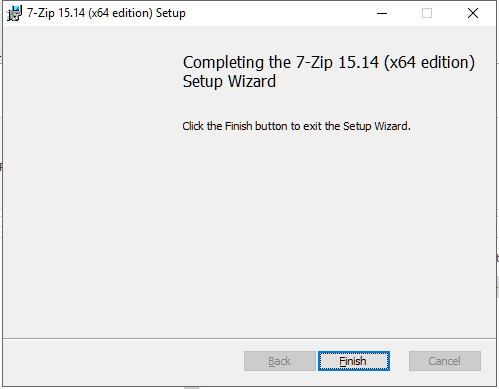 7-Zip 15.14 (x64 edition) Setup
Completing the 7-Zip 15.14 (x64 edition)
Setup Wizard
Click the Finish button to exit the Setup Wizard.
Back
Finish
Cancel